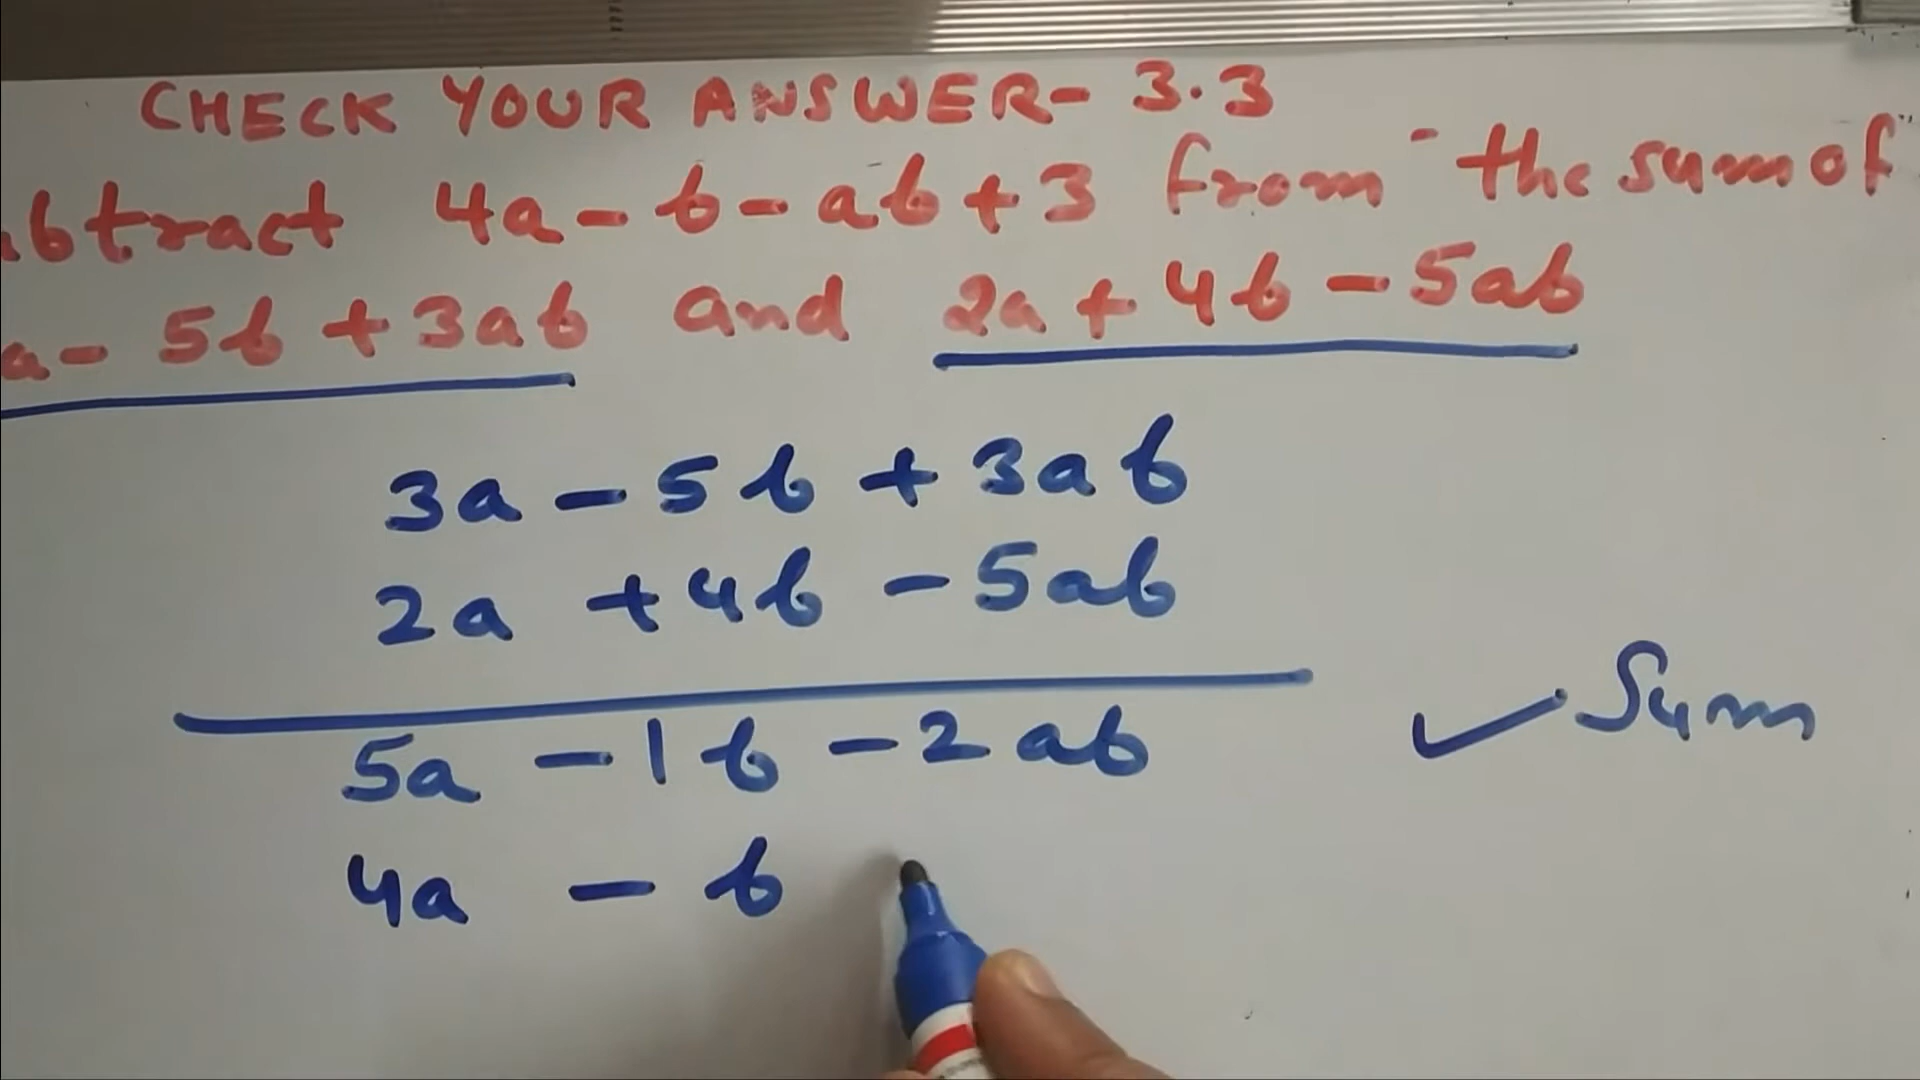 CHECK YOUR ANSWER- 3.3
btract 4a - b - ab + 3 from the sum of
a - 5b + 3ab and 2a + 4b - 5ab
3a - 5b + 3ab
2a + 4b - 5ab
5a - 1b - 2ab
Sum
4a - b